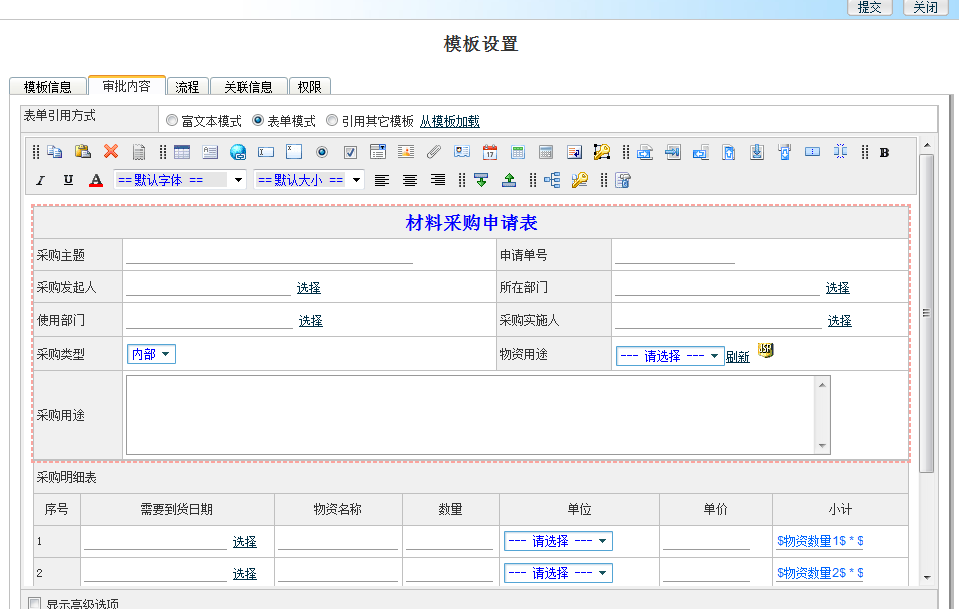 提交 关闭
模板设置
模板信息 审批内容 流程 关联信息 权限
表单引用方式 富文本模式 表单模式 引用其它模板 从模板加载
B
I U A ==默认字体 == ==默认大小 ==
材料采购申请表
采购主题 申请单号
采购发起人 选择 所在部门 选择
使用部门 选择 采购实施人 选择
采购类型 内部 物资用途 --- 请选择 --- 刷新
采购用途
采购明细表
序号 需要到货日期 物资名称 数量 单位 单价 小计
1 选择 --- 请选择 --- $物资数量1$ * $
2 选择 --- 请选择 --- $物资数量2$ * $
显示高级选项